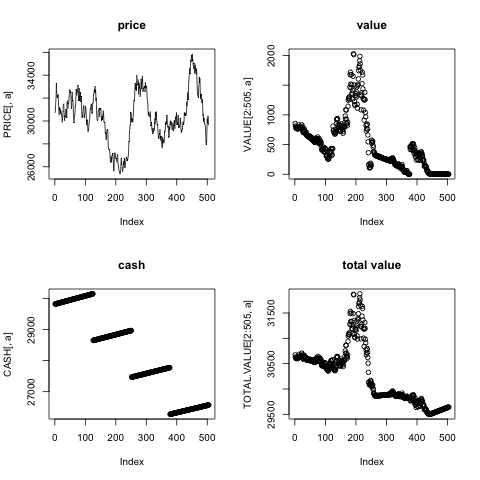 price
PRICE[, a]
26000 30000 34000
0 100 200 300 400 500
Index
value
VALUE[2:505, a]
0 500 1000 2000
0 100 200 300 400 500
Index
cash
CASH[, a]
27000 29000
0 100 200 300 400 500
Index
total value
TOTAL.VALUE[2:505, a]
29500 30500 31500
0 100 200 300 400 500
Index